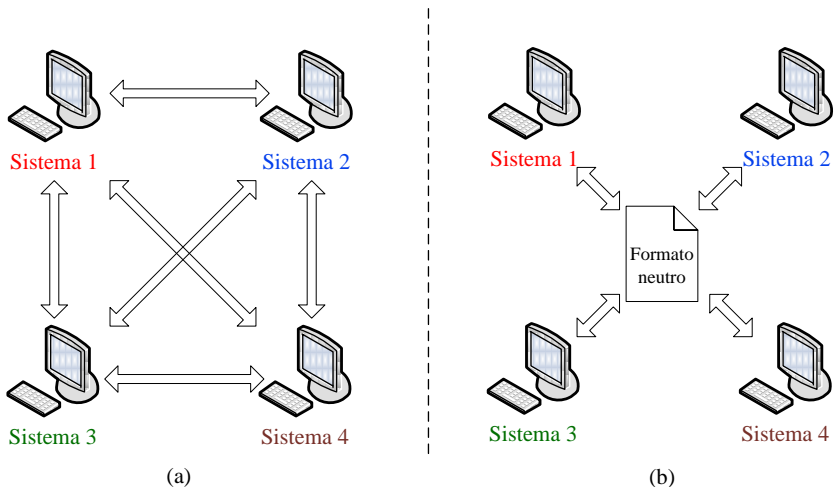 Sistema 1
Sistema 2
Sistema 3
Sistema 4
(a)
Sistema 1
Sistema 2
Formato
neutro
Sistema 3
Sistema 4
(b)